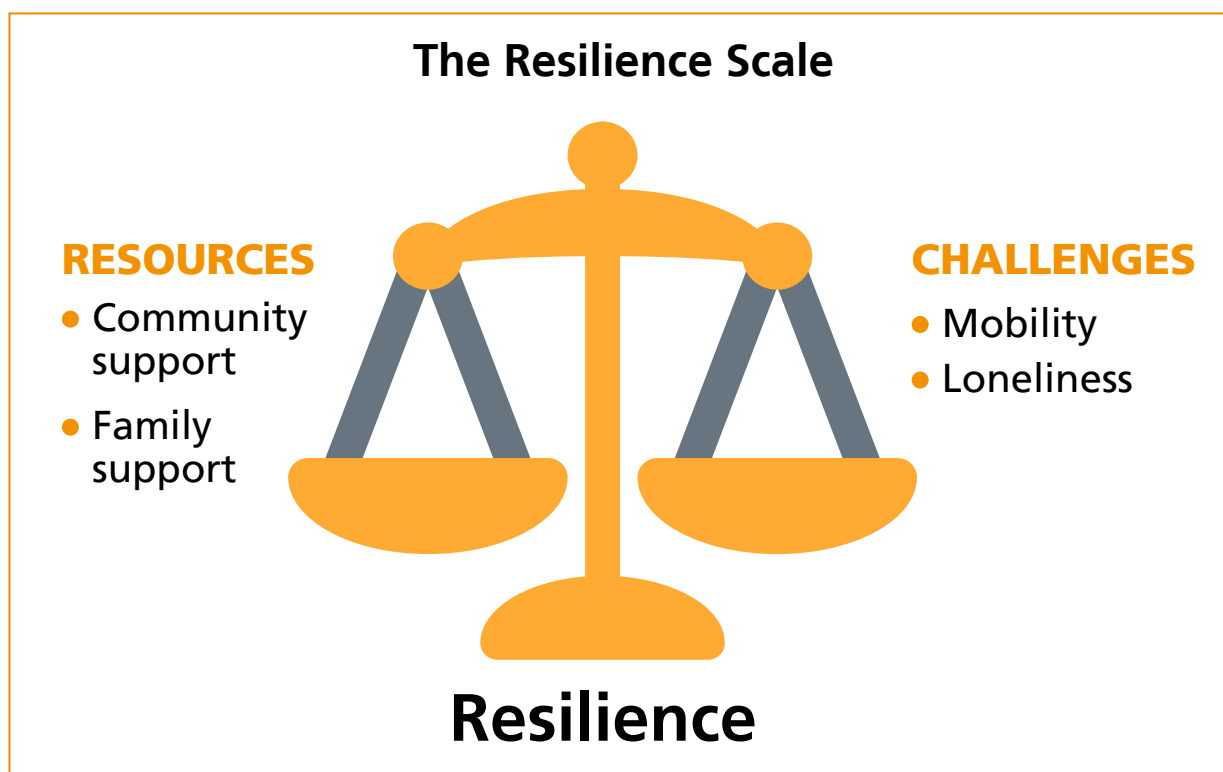 The Resilience Scale
RESOURCES
• Community
support
• Family
support
CHALLENGES
• Mobility
• Loneliness
Resilience